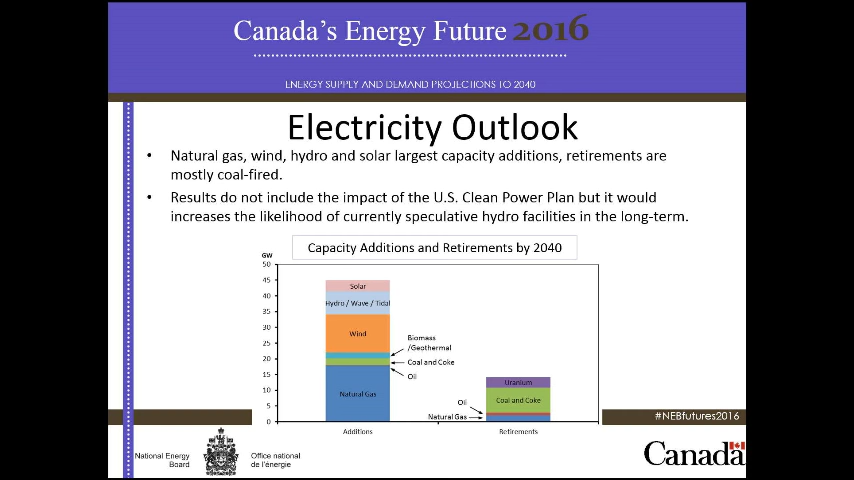 Canada's Energy Future 2016
ENERGY SUPPLY AND DEMAND PROJECTIONS TO 2040
Electricity Outlook
• Natural gas, wind, hydro and solar largest capacity additions, retirements are
mostly coal-fired.
• Results do not include the impact of the U.S. Clean Power Plan but it would
increases the likelihood of currently speculative hydro facilities in the long-term.
Capacity Additions and Retirements by 2040
GW
50
45
40
35
30
25
20
15
10
5
0
Solar
Hydro / Wave / Tidal
Wind
Biomass
/Geothermal
Coal and Coke
Oil
Natural Gas
Uranium
Coal and Coke
Oil
Natural Gas
Additions
Retirements
#NEBfutures2016
National Energy
Board
Office national
de l'énergie
Canada